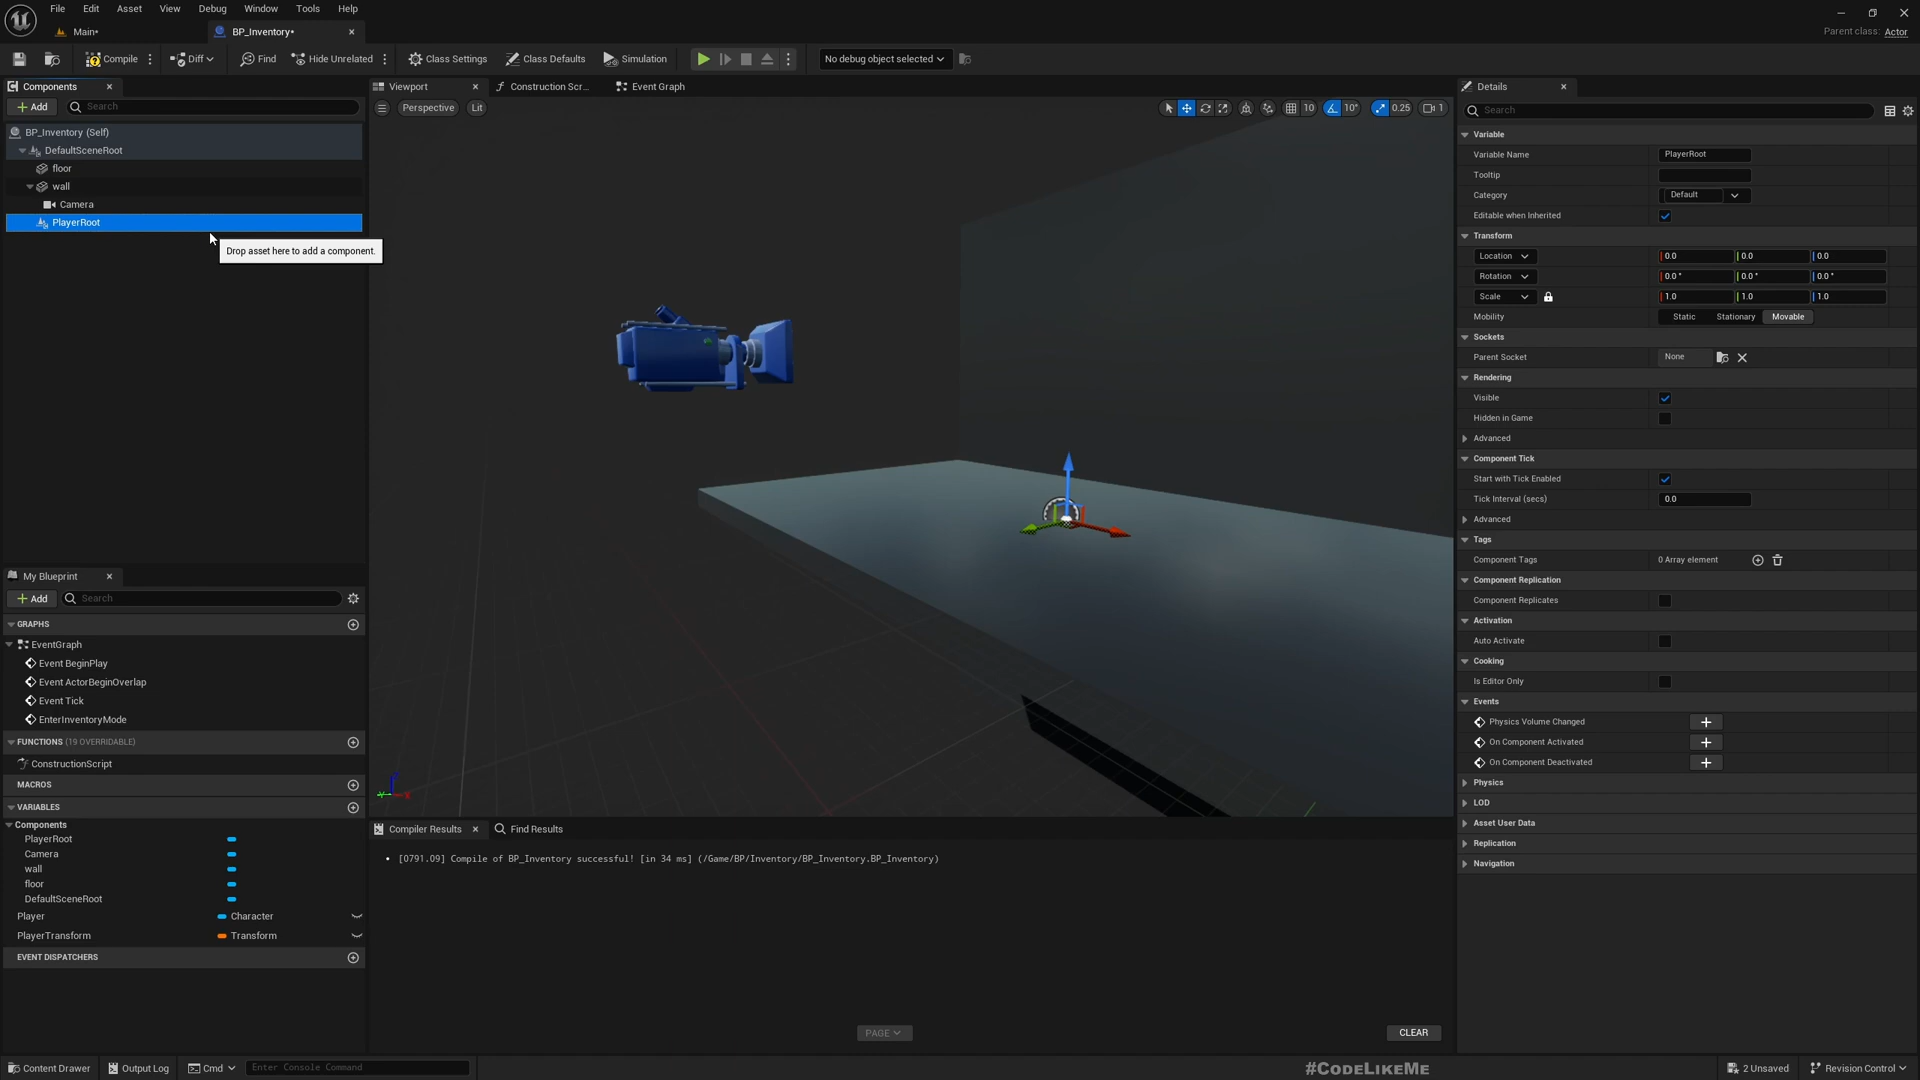 File Edit Asset View Debug Window Tools Help
Main*
BP_Inventory*
Parent class: Actor
Compile
Diff
Find
Hide Unrelated
Class Settings
Class Defaults
Simulation
No debug object selected
Components
Add
Search
BP_Inventory (Self)
DefaultSceneRoot
floor
wall
Camera
PlayerRoot
Drop asset here to add a component.
Viewport
Construction Scr...
Event Graph
Perspective
Lit
10
10°
0.25
1
My Blueprint
Add
Search
GRAPHS
EventGraph
Event BeginPlay
Event ActorBeginOverlap
Event Tick
EnterInventoryMode
FUNCTIONS (19 OVERRIDABLE)
ConstructionScript
MACROS
VARIABLES
Components
PlayerRoot
Camera
wall
floor
DefaultSceneRoot
Player Character
PlayerTransform Transform
EVENT DISPATCHERS
Compiler Results
Find Results
[0791.09] Compile of BP_Inventory successful! [in 34 ms] (/Game/BP/Inventory/BP_Inventory.BP_Inventory)
PAGE
CLEAR
Details
Search
Variable
Variable Name PlayerRoot
Tooltip
Category Default
Editable when Inherited
Transform
Location 0.0 0.0 0.0
Rotation 0.0 ° 0.0 ° 0.0 °
Scale 1.0 1.0 1.0
Mobility Static Stationary Movable
Sockets
Parent Socket None
Rendering
Visible
Hidden in Game
Advanced
Component Tick
Start with Tick Enabled
Tick Interval (secs) 0.0
Advanced
Tags
Component Tags 0 Array element
Component Replication
Component Replicates
Activation
Auto Activate
Cooking
Is Editor Only
Events
Physics Volume Changed
On Component Activated
On Component Deactivated
Physics
LOD
Asset User Data
Replication
Navigation
Content Drawer
Output Log
Cmd
Enter Console Command
#CODELIKEME
2 Unsaved
Revision Control